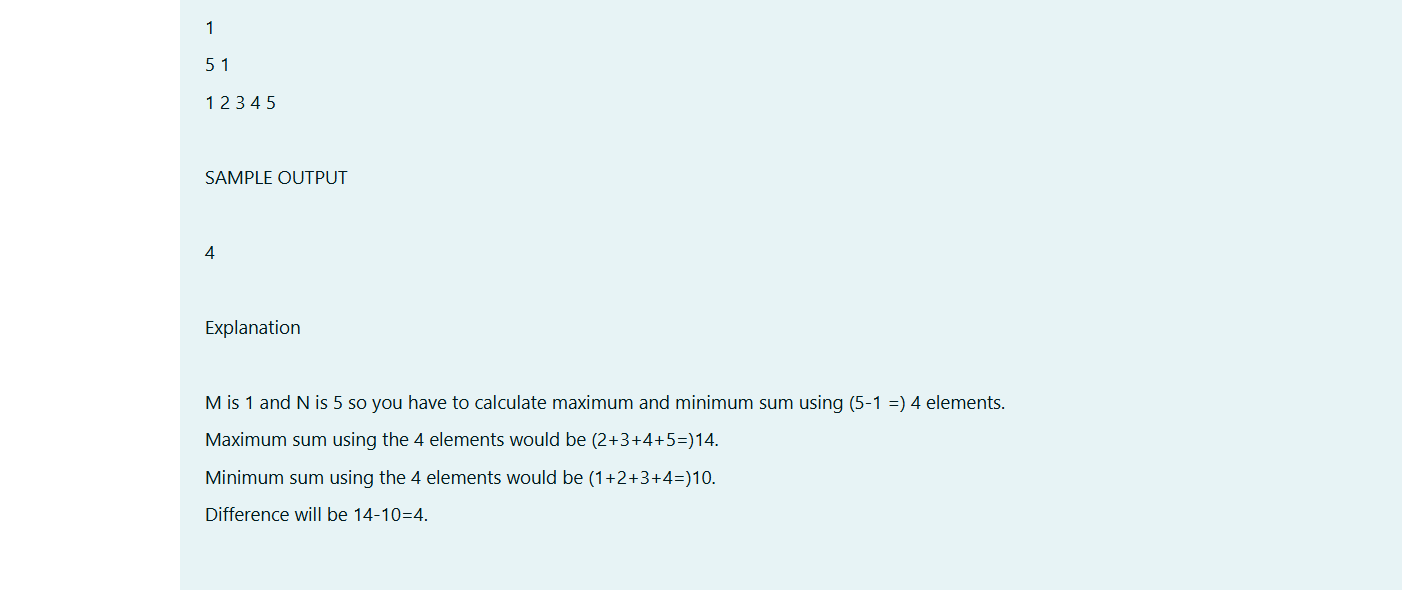 1
5 1
1 2 3 4 5
SAMPLE OUTPUT
4
Explanation
M is 1 and N is 5 so you have to calculate maximum and minimum sum using (5-1 =) 4 elements.
Maximum sum using the 4 elements would be (2+3+4+5=)14.
Minimum sum using the 4 elements would be (1+2+3+4=)10.
Difference will be 14-10=4.